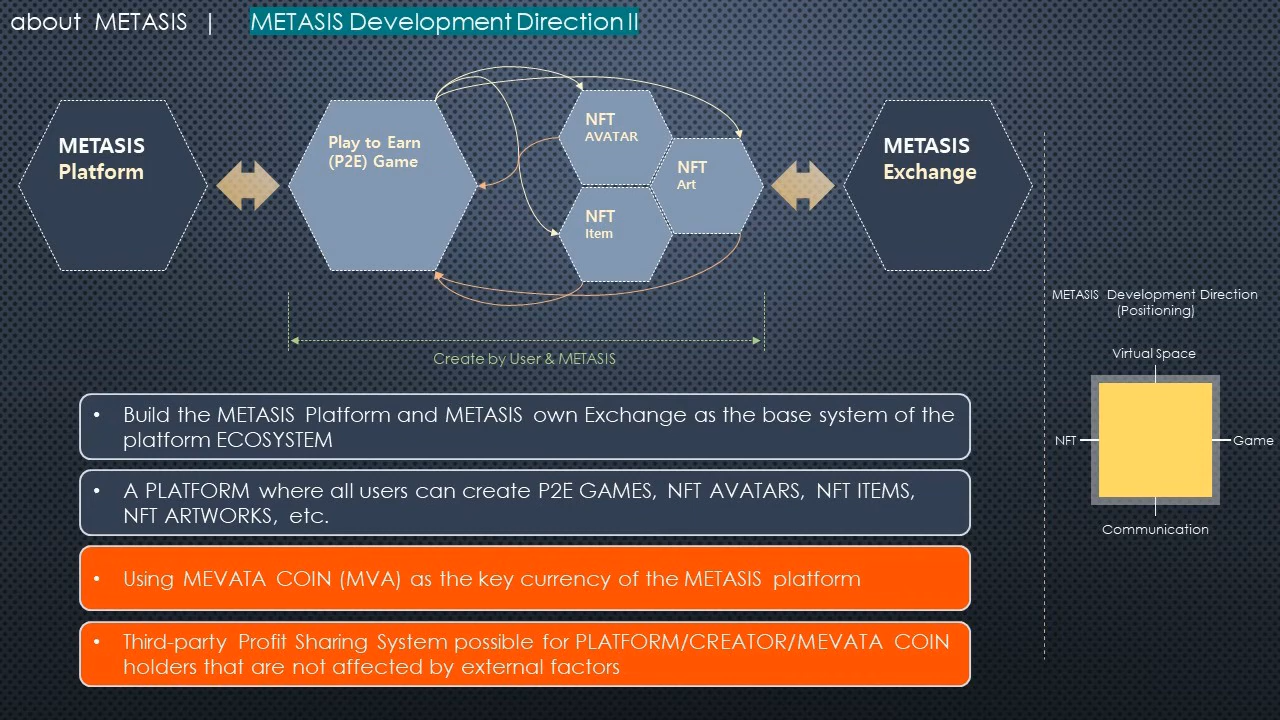 about METASIS | METASIS Development Direction II
METASIS
Platform
Play to Earn
(P2E) Game
NFT
AVATAR
NFT
Art
NFT
Item
METASIS
Exchange
Create by User & METASIS
• Build the METASIS Platform and METASIS own Exchange as the base system of the
platform ECOSYSTEM
• A PLATFORM where all users can create P2E GAMES, NFT AVATARS, NFT ITEMS,
NFT ARTWORKS, etc.
• Using MEVATA COIN (MVA) as the key currency of the METASIS platform
• Third-party Profit Sharing System possible for PLATFORM/CREATOR/MEVATA COIN
holders that are not affected by external factors
METASIS Development Direction
(Positioning)
Virtual Space
NFT
Game
Communication